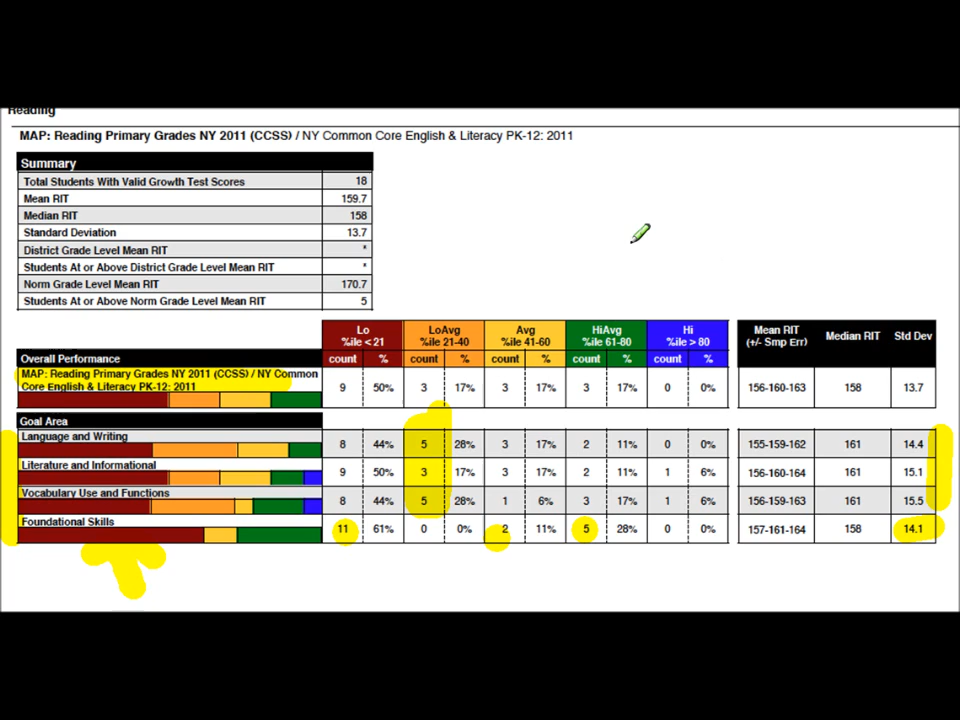 Reading
MAP: Reading Primary Grades NY 2011 (CCSS) / NY Common Core English & Literacy PK-12: 2011
Summary
Total Students With Valid Growth Test Scores 18
Mean RIT 159.7
Median RIT 158
Standard Deviation 13.7
District Grade Level Mean RIT *
Students At or Above District Grade Level Mean RIT *
Norm Grade Level Mean RIT 170.7
Students At or Above Norm Grade Level Mean RIT 5
Lo LoAvg Avg HiAvg Hi Mean RIT Median RIT Std Dev
%ile < 21 %ile 21-40 %ile 41-60 %ile 61-80 %ile > 80 (+/- Smp Err)
Overall Performance count % count % count % count % count %
MAP: Reading Primary Grades NY 2011 (CCSS) / NY Common
Core English & Literacy PK-12: 2011 9 50% 3 17% 3 17% 3 17% 0 0% 156-160-163 158 13.7
Goal Area
Language and Writing 8 44% 5 28% 3 17% 2 11% 0 0% 155-159-162 161 14.4
Literature and Informational 9 50% 3 17% 3 17% 2 11% 1 6% 156-160-164 161 15.1
Vocabulary Use and Functions 8 44% 5 28% 1 6% 3 17% 1 6% 156-159-163 161 15.5
Foundational Skills 11 61% 0 0% 2 11% 5 28% 0 0% 157-161-164 158 14.1